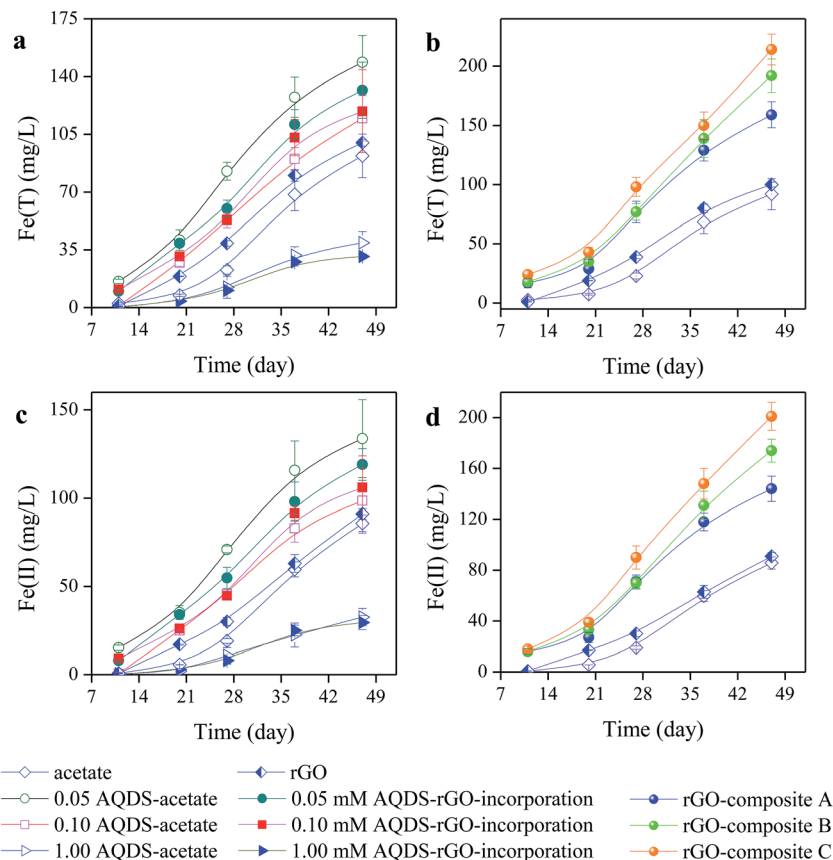 a
Fe(T) (mg/L)
175
140
105
70
35
0
7 14 21 28 35 42 49
Time (day)
b
Fe(T) (mg/L)
200
150
100
50
0
7 14 21 28 35 42 49
Time (day)
c
Fe(II) (mg/L)
150
100
50
0
7 14 21 28 35 42 49
Time (day)
d
Fe(II) (mg/L)
200
160
120
80
40
0
7 14 21 28 35 42 49
Time (day)
acetate
0.05 AQDS-acetate
0.10 AQDS-acetate
1.00 AQDS-acetate
rGO
0.05 mM AQDS-rGO-incorporation
0.10 mM AQDS-rGO-incorporation
1.00 mM AQDS-rGO-incorporation
rGO-composite A
rGO-composite B
rGO-composite C